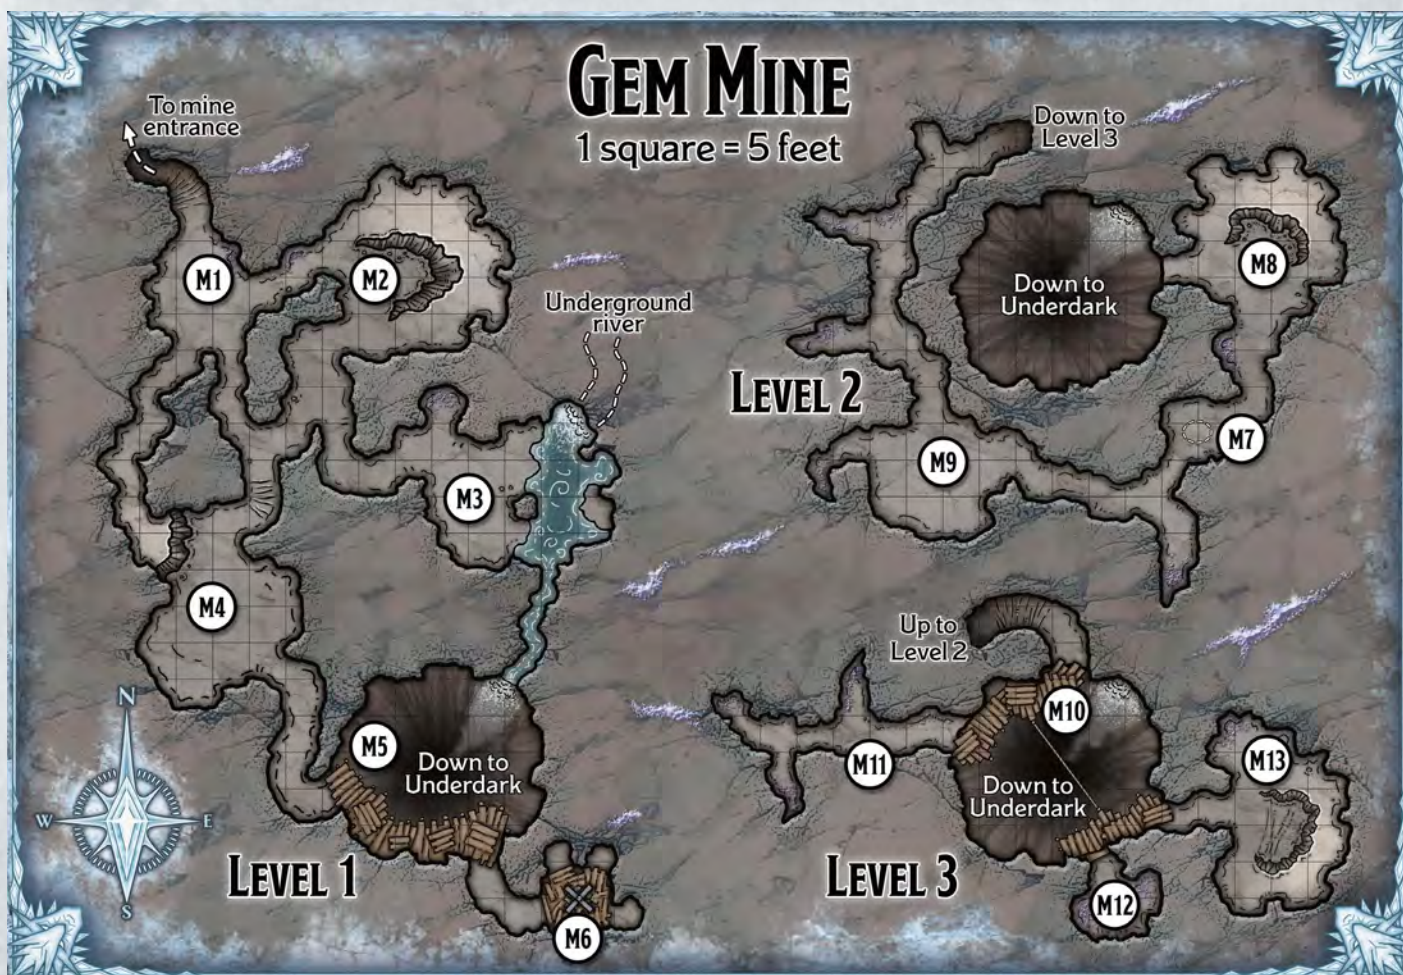 GEM MINE
1 square = 5 feet
To mine
entrance
M1
M2
Underground
river
M3
M4
M5
Down to
Underdark
M6
LEVEL 1
N
W
E
S
Down to
Level 3
Down to
Underdark
M8
LEVEL 2
M9
M7
Up to
Level 2
M10
M11
Down to
Underdark
M13
M12
LEVEL 3